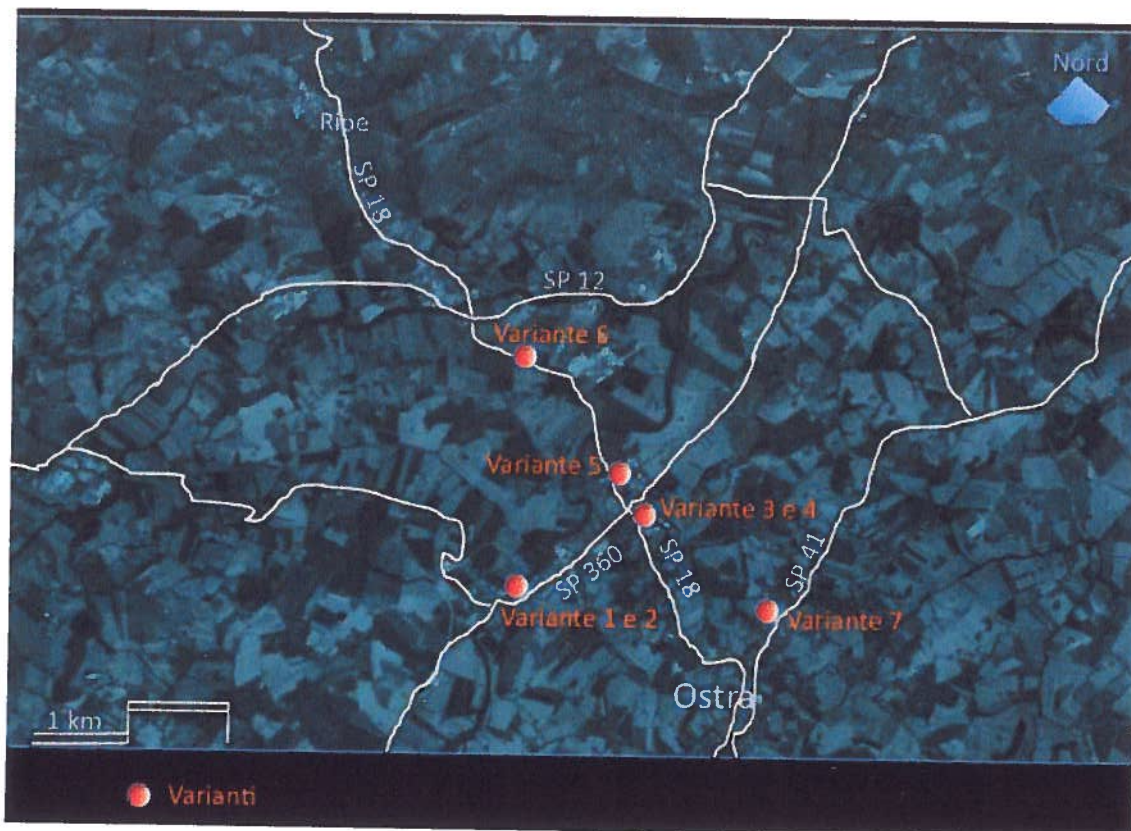 Nord
Ripe
SP 18
SP 12
Variante 6
Variante 5
Variante 3 e 4
SP 360
SP 18
SP 41
Variante 1 e 2
Variante 7
Ostra
1 km
Varianti